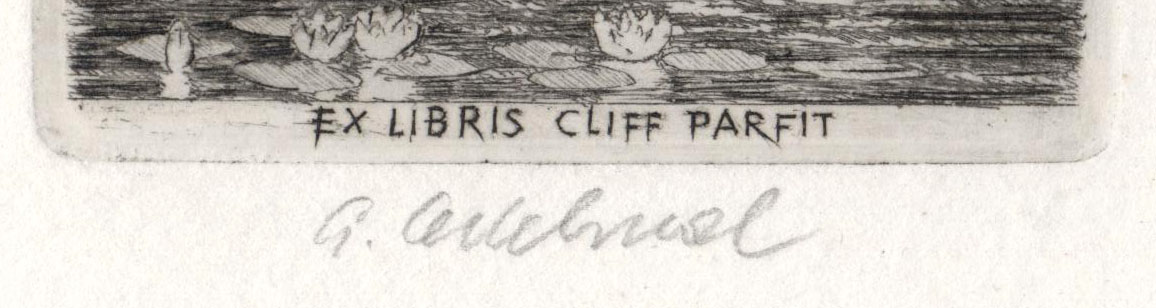 EX LIBRIS CLIFF PARFIT